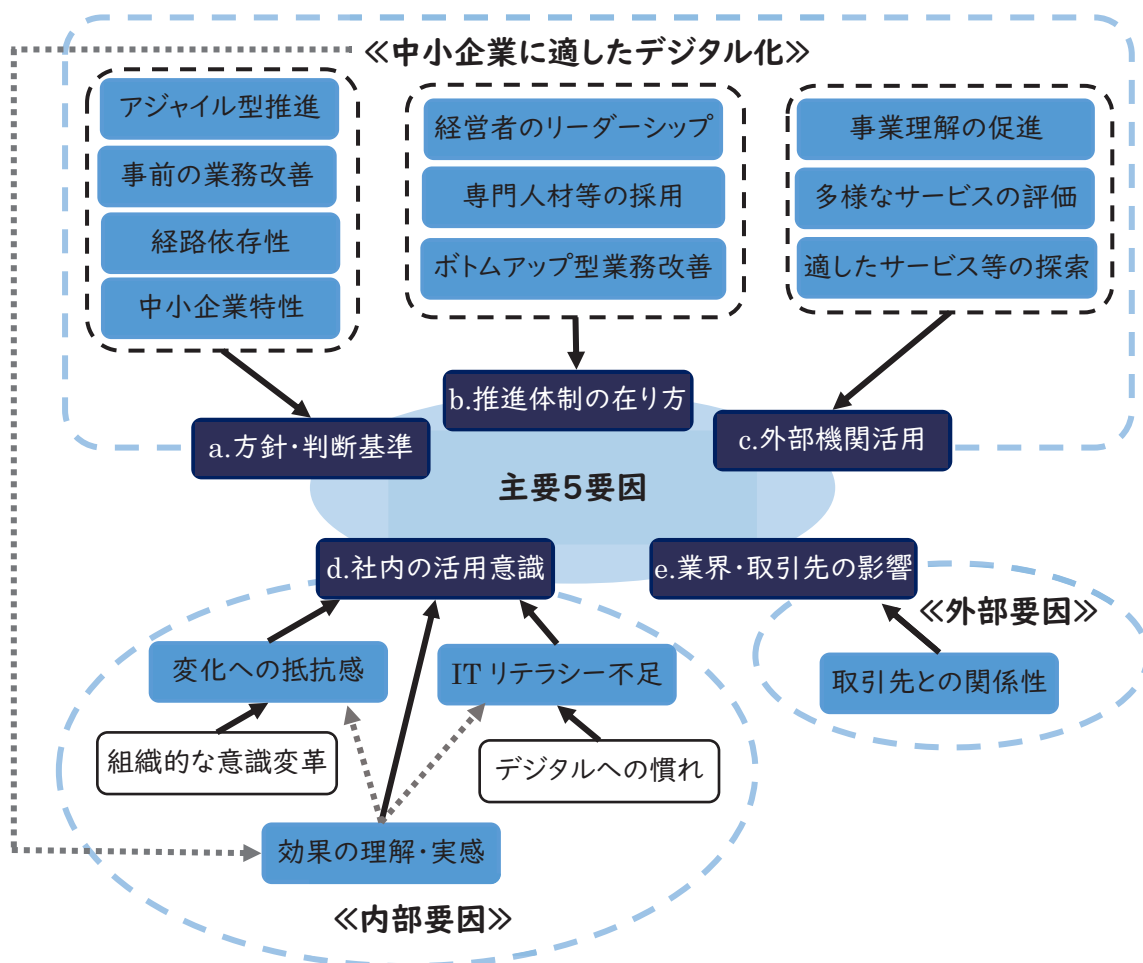 ≪中小企業に適したデジタル化≫
アジャイル型推進
事前の業務改善
経路依存性
中小企業特性
経営者のリーダーシップ
専門人材等の採用
ボトムアップ型業務改善
事業理解の促進
多様なサービスの評価
適したサービス等の探索
a.方針・判断基準
b.推進体制の在り方
c.外部機関活用
主要5要因
d.社内の活用意識
e.業界・取引先の影響
≪外部要因≫
取引先との関係性
変化への抵抗感
ITリテラシー不足
組織的な意識変革
デジタルへの慣れ
効果の理解・実感
≪内部要因≫